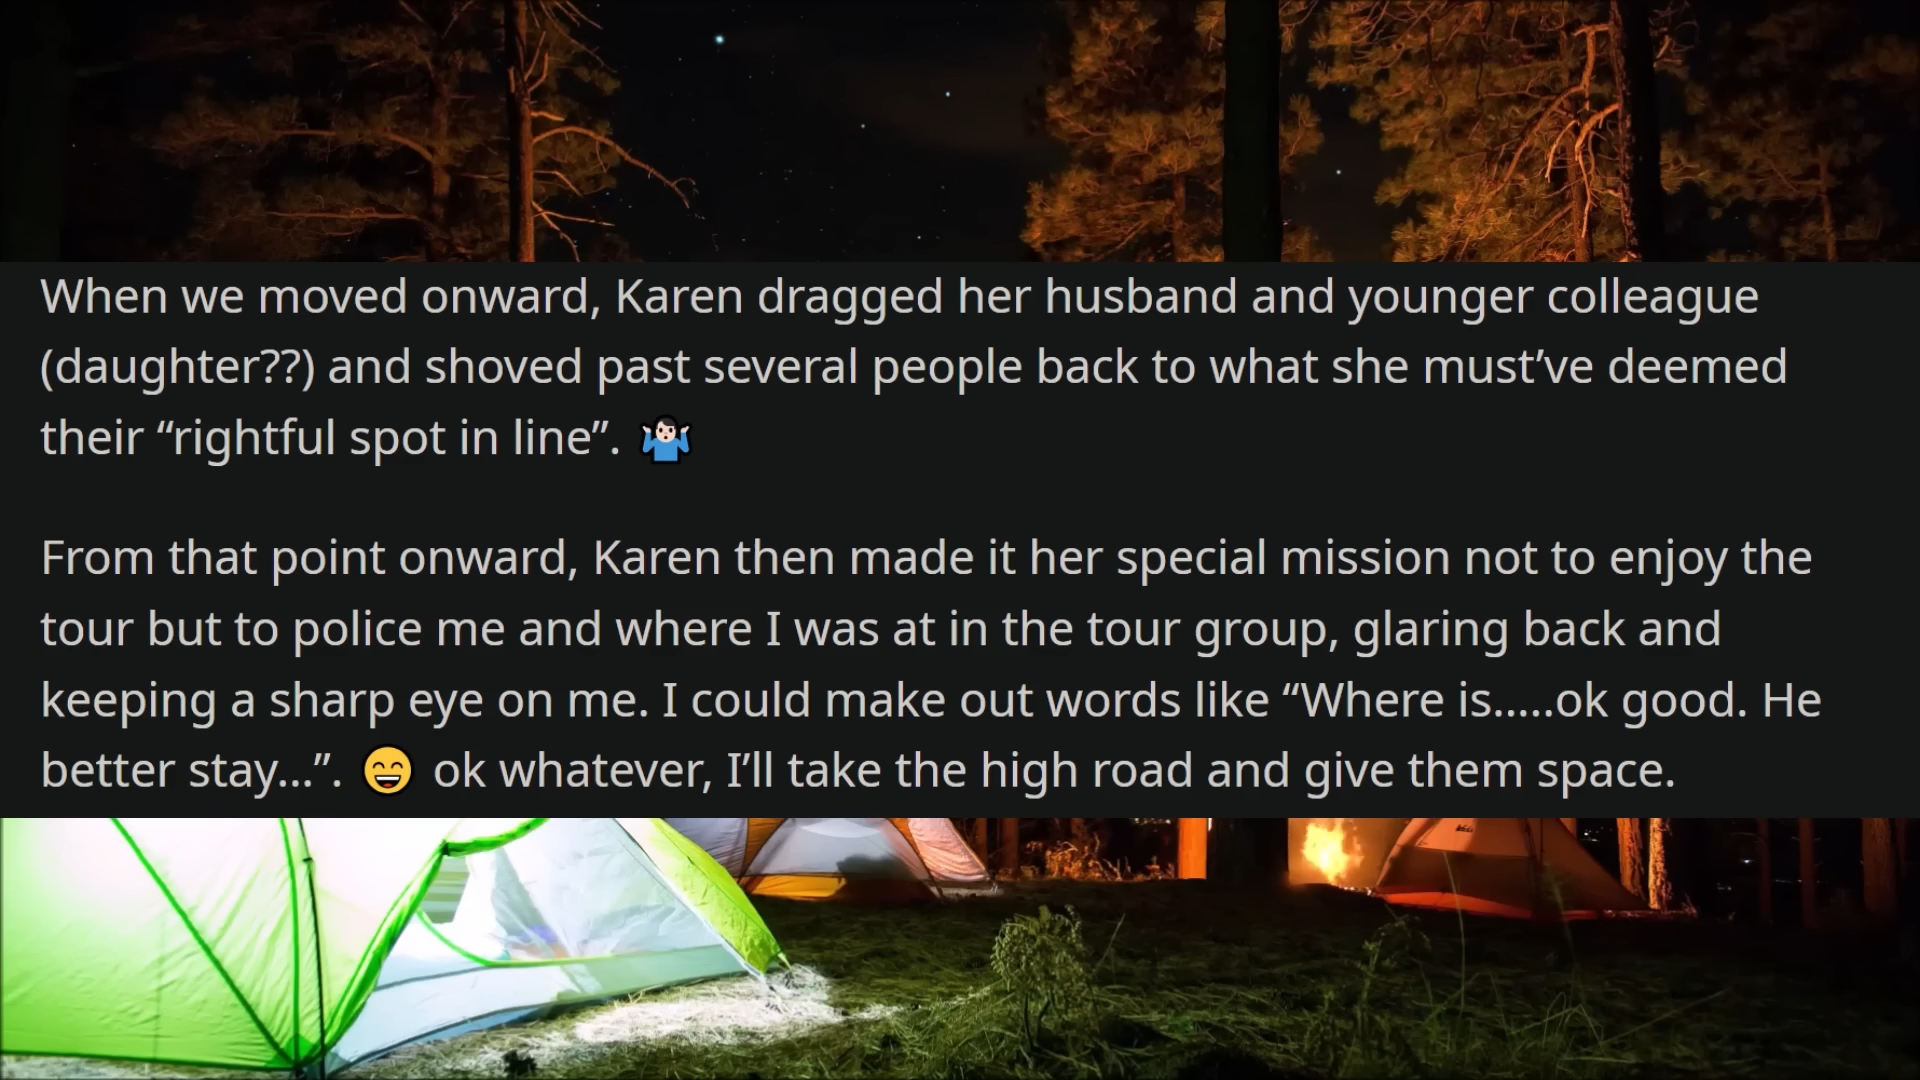 When we moved onward, Karen dragged her husband and younger colleague
(daughter??) and shoved past several people back to what she must’ve deemed
their “rightful spot in line”. 🤷🏻‍♂️
From that point onward, Karen then made it her special mission not to enjoy the
tour but to police me and where I was at in the tour group, glaring back and
keeping a sharp eye on me. I could make out words like “Where is.....ok good. He
better stay...”. 😄 ok whatever, I’ll take the high road and give them space.